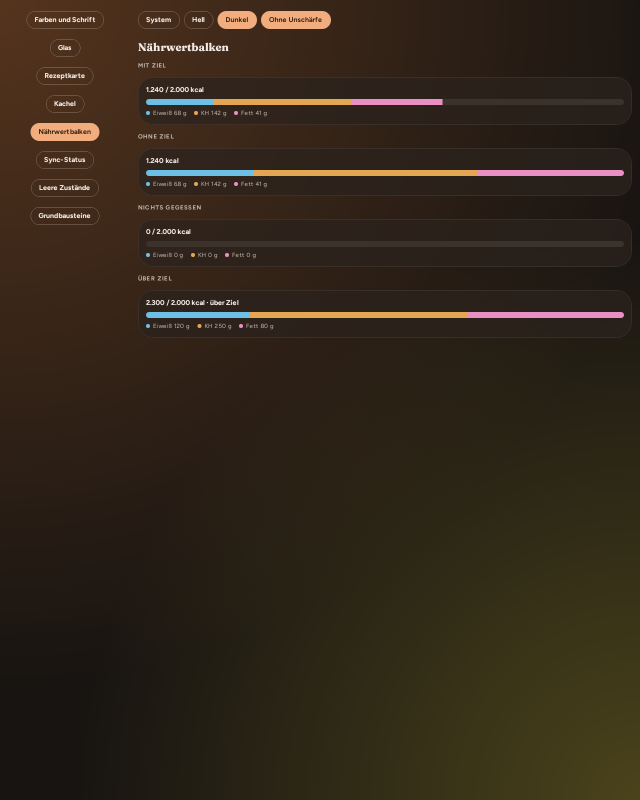 Farben und Schrift
Glas
Rezeptkarte
Kachel
Nährwertbalken
Sync-Status
Leere Zustände
Grundbausteine
System Hell Dunkel Ohne Unschärfe
Nährwertbalken
MIT ZIEL
1.240 / 2.000 kcal
Eiweiß 68 g KH 142 g Fett 41 g
OHNE ZIEL
1.240 kcal
Eiweiß 68 g KH 142 g Fett 41 g
NICHTS GEGESSEN
0 / 2.000 kcal
Eiweiß 0 g KH 0 g Fett 0 g
ÜBER ZIEL
2.300 / 2.000 kcal · über Ziel
Eiweiß 120 g KH 250 g Fett 80 g